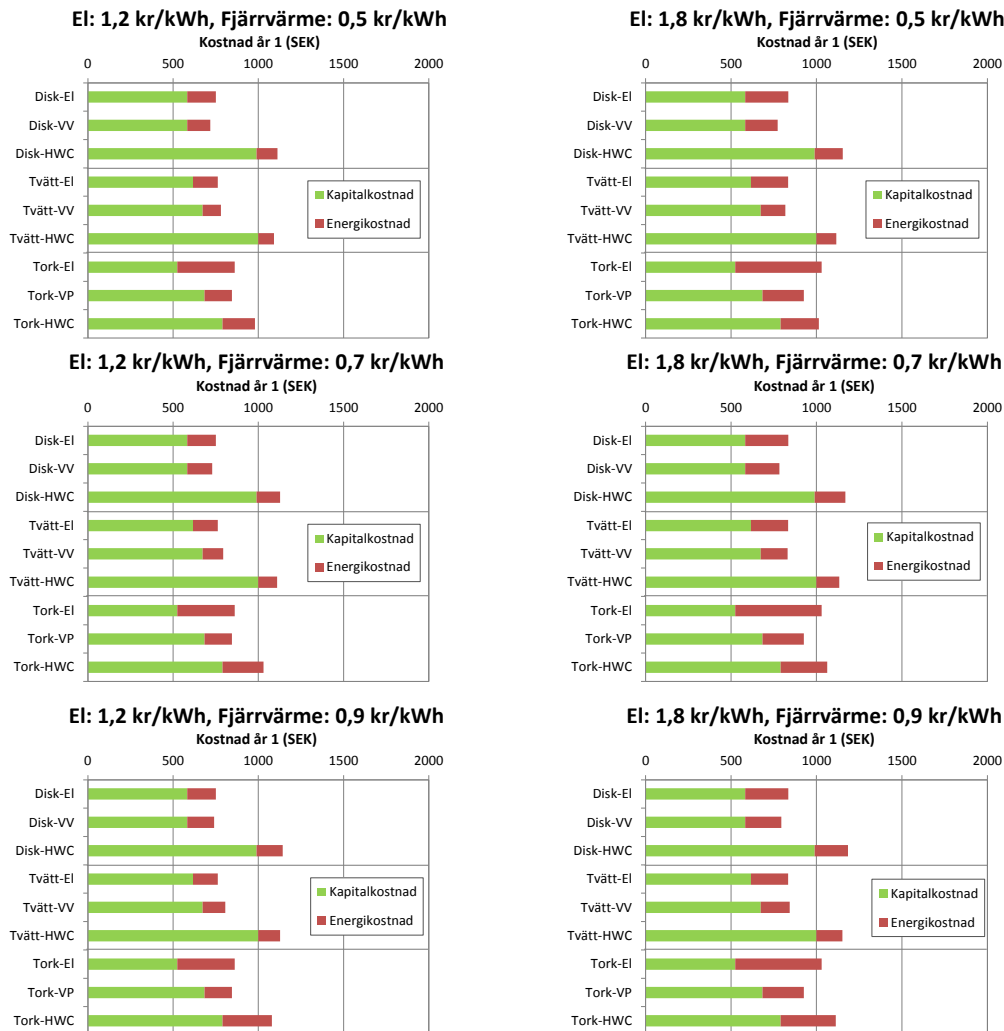 El: 1,2 kr/kWh, Fjärrvärme: 0,5 kr/kWh
Kostnad år 1 (SEK)
0 500 1000 1500 2000
Disk-El
Disk-VV
Disk-HWC
Tvätt-El
Tvätt-VV
Tvätt-HWC
Tork-El
Tork-VP
Tork-HWC
Kapitalkostnad
Energikostnad
El: 1,8 kr/kWh, Fjärrvärme: 0,5 kr/kWh
Kostnad år 1 (SEK)
0 500 1000 1500 2000
Disk-El
Disk-VV
Disk-HWC
Tvätt-El
Tvätt-VV
Tvätt-HWC
Tork-El
Tork-VP
Tork-HWC
Kapitalkostnad
Energikostnad
El: 1,2 kr/kWh, Fjärrvärme: 0,7 kr/kWh
Kostnad år 1 (SEK)
0 500 1000 1500 2000
Disk-El
Disk-VV
Disk-HWC
Tvätt-El
Tvätt-VV
Tvätt-HWC
Tork-El
Tork-VP
Tork-HWC
Kapitalkostnad
Energikostnad
El: 1,8 kr/kWh, Fjärrvärme: 0,7 kr/kWh
Kostnad år 1 (SEK)
0 500 1000 1500 2000
Disk-El
Disk-VV
Disk-HWC
Tvätt-El
Tvätt-VV
Tvätt-HWC
Tork-El
Tork-VP
Tork-HWC
Kapitalkostnad
Energikostnad
El: 1,2 kr/kWh, Fjärrvärme: 0,9 kr/kWh
Kostnad år 1 (SEK)
0 500 1000 1500 2000
Disk-El
Disk-VV
Disk-HWC
Tvätt-El
Tvätt-VV
Tvätt-HWC
Tork-El
Tork-VP
Tork-HWC
Kapitalkostnad
Energikostnad
El: 1,8 kr/kWh, Fjärrvärme: 0,9 kr/kWh
Kostnad år 1 (SEK)
0 500 1000 1500 2000
Disk-El
Disk-VV
Disk-HWC
Tvätt-El
Tvätt-VV
Tvätt-HWC
Tork-El
Tork-VP
Tork-HWC
Kapitalkostnad
Energikostnad